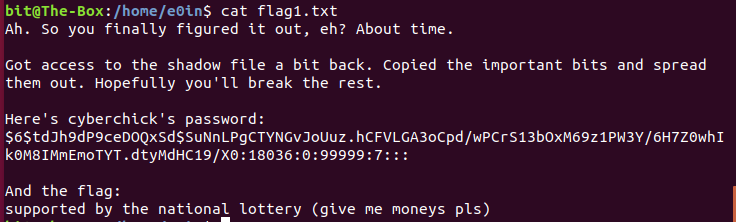 bit@The-Box:/home/e0in$ cat flag1.txt
Ah. So you finally figured it out, eh? About time.
Got access to the shadow file a bit back. Copied the important bits and spread
them out. Hopefully you'll break the rest.
Here's cyberchick's password:
$6$tdJh9dP9ceDOQxSd$SuNnLPgCTYNGvJoUuz.hCFVLGA3oCpd/wPCrS13bOxM69z1PW3Y/6H7Z0whI
k0M8IMmEmoTYT.dtyMdHC19/X0:18036:0:99999:7:::
And the flag:
supported by the national lottery (give me moneys pls)